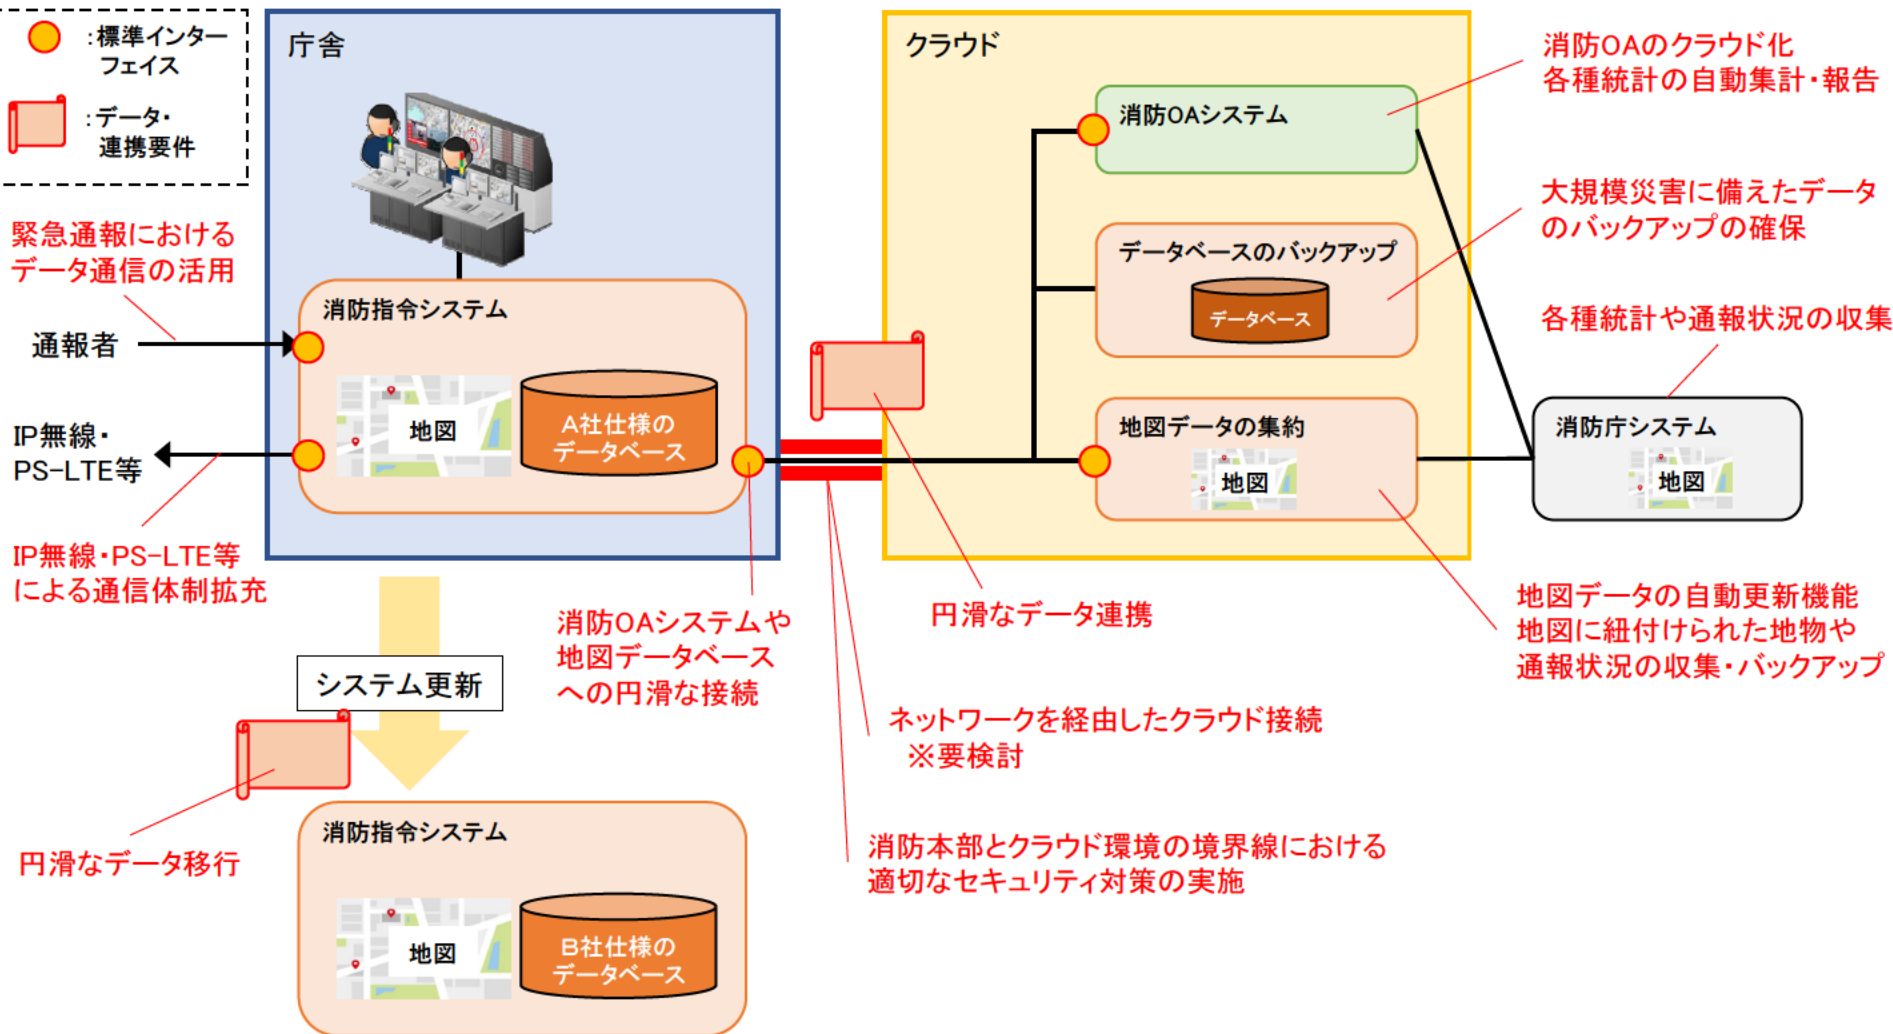 :標準インター
フェイス
:データ・
連携要件
庁舎
クラウド
消防OAのクラウド化
各種統計の自動集計・報告
消防OAシステム
大規模災害に備えたデータ
のバックアップの確保
緊急通報における
データ通信の活用
データベースのバックアップ
データベース
消防指令システム
通報者
各種統計や通報状況の収集
地図
A社仕様の
データベース
IP無線・
PS-LTE等
地図データの集約
地図
消防庁システム
地図
IP無線・PS-LTE等
による通信体制拡充
消防OAシステムや
地図データベース
への円滑な接続
円滑なデータ連携
地図データの自動更新機能
地図に紐付けられた地物や
通報状況の収集・バックアップ
システム更新
ネットワークを経由したクラウド接続
※要検討
円滑なデータ移行
消防本部とクラウド環境の境界線における
適切なセキュリティ対策の実施
消防指令システム
地図
B社仕様の
データベース